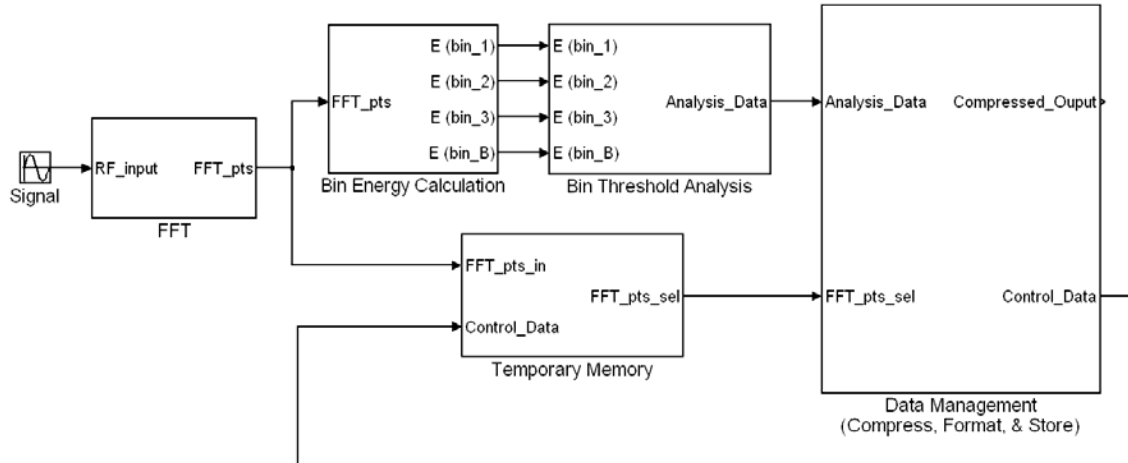 Signal
RF_input
FFT_pts
FFT
FFT_pts
E (bin_1)
E (bin_2)
E (bin_3)
E (bin_B)
Bin Energy Calculation
E (bin_1)
E (bin_2)
E (bin_3)
E (bin_B)
Analysis_Data
Bin Threshold Analysis
FFT_pts_in
Control_Data
FFT_pts_sel
Temporary Memory
Analysis_Data
Compressed_Ouput
FFT_pts_sel
Control_Data
Data Management
(Compress, Format, & Store)